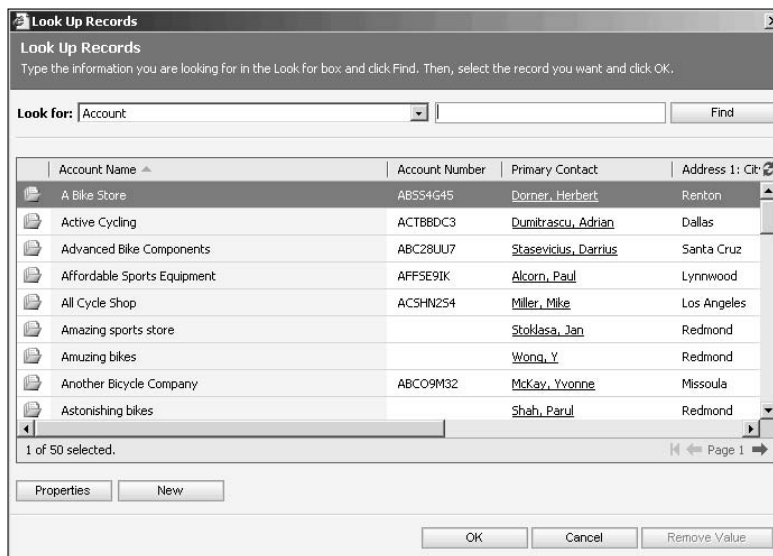 Look Up Records
Look Up Records
Type the information you are looking for in the Look for box and click Find. Then, select the record you want and click OK.
Look for: Account Find
Account Name Account Number Primary Contact Address 1: Cit
A Bike Store ABSS4G45 Dorner, Herbert Renton
Active Cycling ACTBBDC3 Dumitrascu, Adrian Dallas
Advanced Bike Components ABC28UU7 Stasevicius, Darrius Santa Cruz
Affordable Sports Equipment AFFSE9IK Alcorn, Paul Lynnwood
All Cycle Shop ACSHN2S4 Miller, Mike Los Angeles
Amazing sports store Stoklasa, Jan Redmond
Amuzing bikes Wong, Y Redmond
Another Bicycle Company ABCO9M32 McKay, Yvonne Missoula
Astonishing bikes Shah, Parul Redmond
1 of 50 selected. Page 1
Properties New
OK Cancel Remove Value